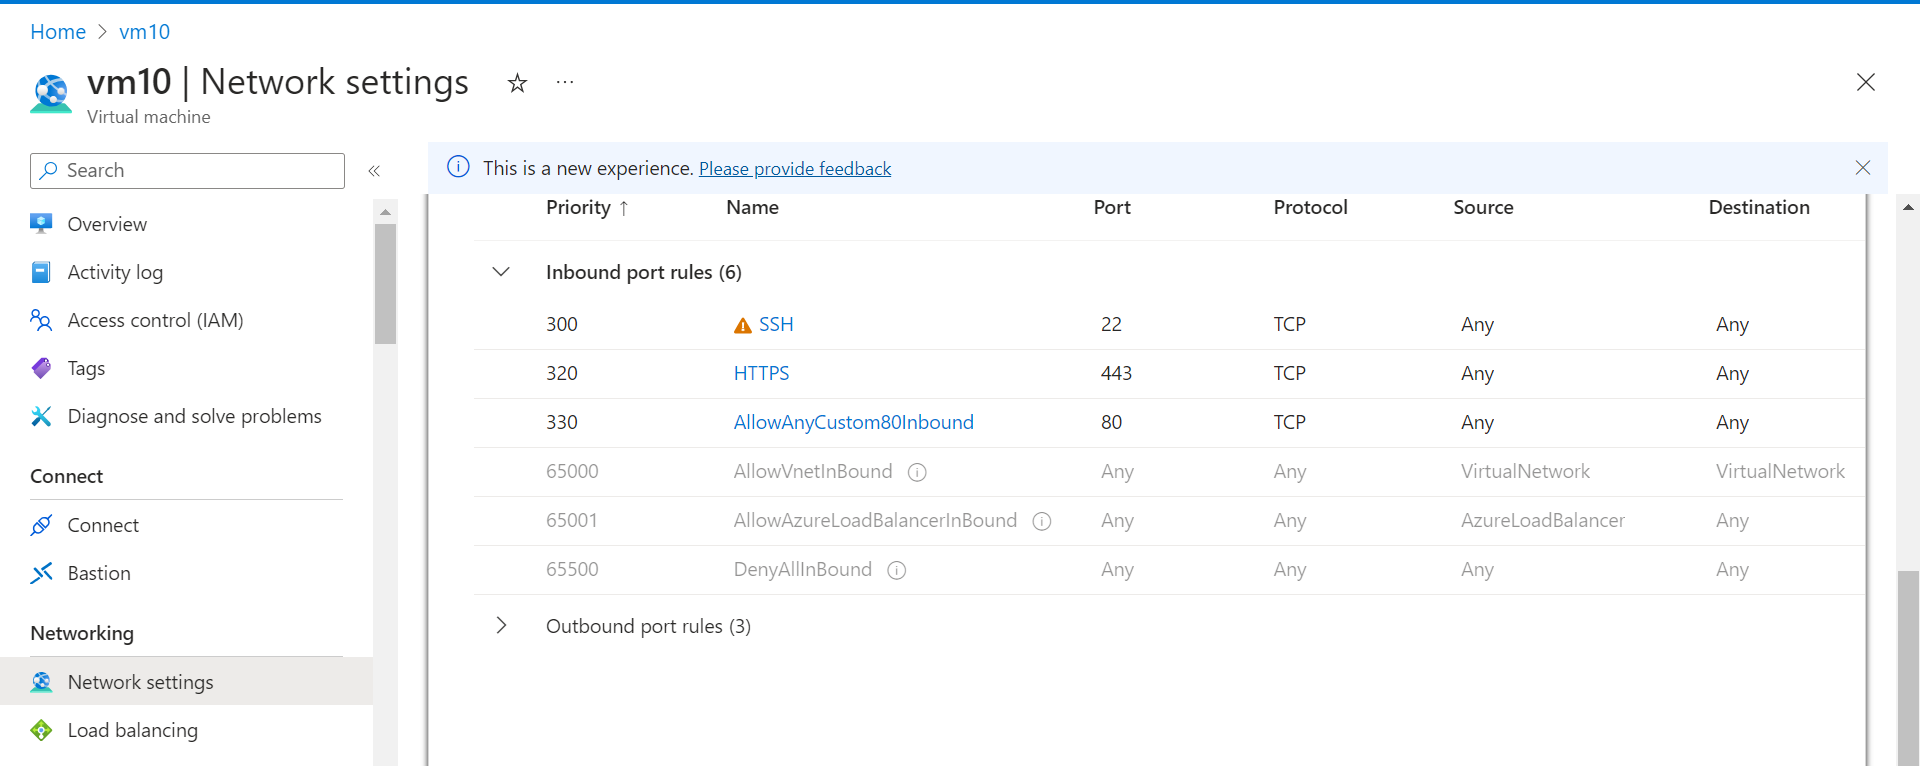 Home > vm10
vm10 | Network settings ☆ ...
Virtual machine
Search «
Overview
Activity log
Access control (IAM)
Tags
Diagnose and solve problems
Connect
Connect
Bastion
Networking
Network settings
Load balancing
This is a new experience. Please provide feedback
Priority ↑ Name Port Protocol Source Destination
Inbound port rules (6)
300 SSH 22 TCP Any Any
320 HTTPS 443 TCP Any Any
330 AllowAnyCustom80Inbound 80 TCP Any Any
65000 AllowVnetInBound Any Any VirtualNetwork VirtualNetwork
65001 AllowAzureLoadBalancerInBound Any Any AzureLoadBalancer Any
65500 DenyAllInBound Any Any Any Any
Outbound port rules (3)